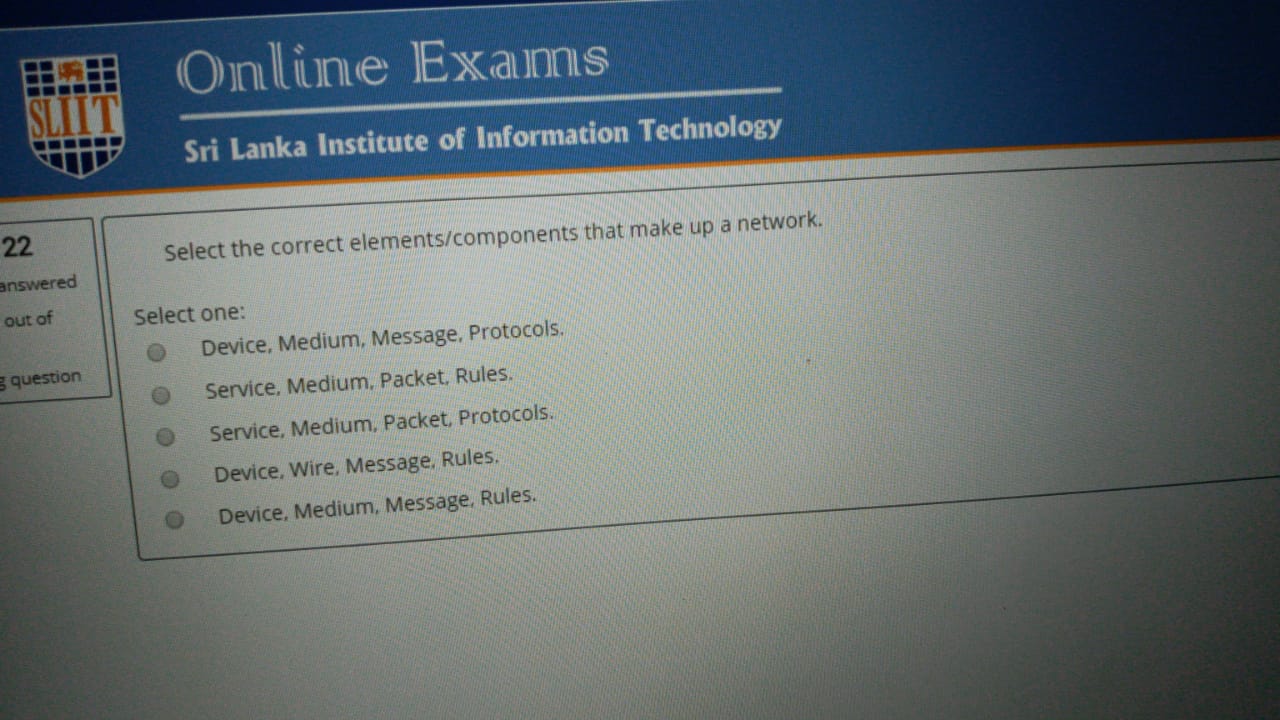 Online Exams
SLIIT
Sri Lanka Institute of Information Technology
22
answered
out of
question
Select the correct elements/components that make up a network.
Select one:
Device, Medium, Message, Protocols.
Service, Medium, Packet, Rules.
Service, Medium, Packet, Protocols.
Device, Wire, Message, Rules.
Device, Medium, Message, Rules.